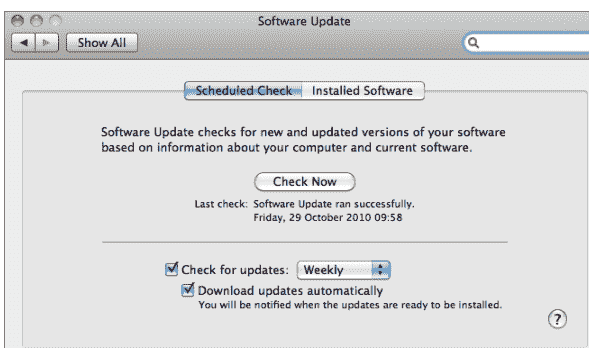 Software Update
Show All
Scheduled Check Installed Software
Software Update checks for new and updated versions of your software
based on information about your computer and current software.
Check Now
Last check: Software Update ran successfully.
Friday, 29 October 2010 09:58
Check for updates: Weekly
Download updates automatically
You will be notified when the updates are ready to be installed.
?